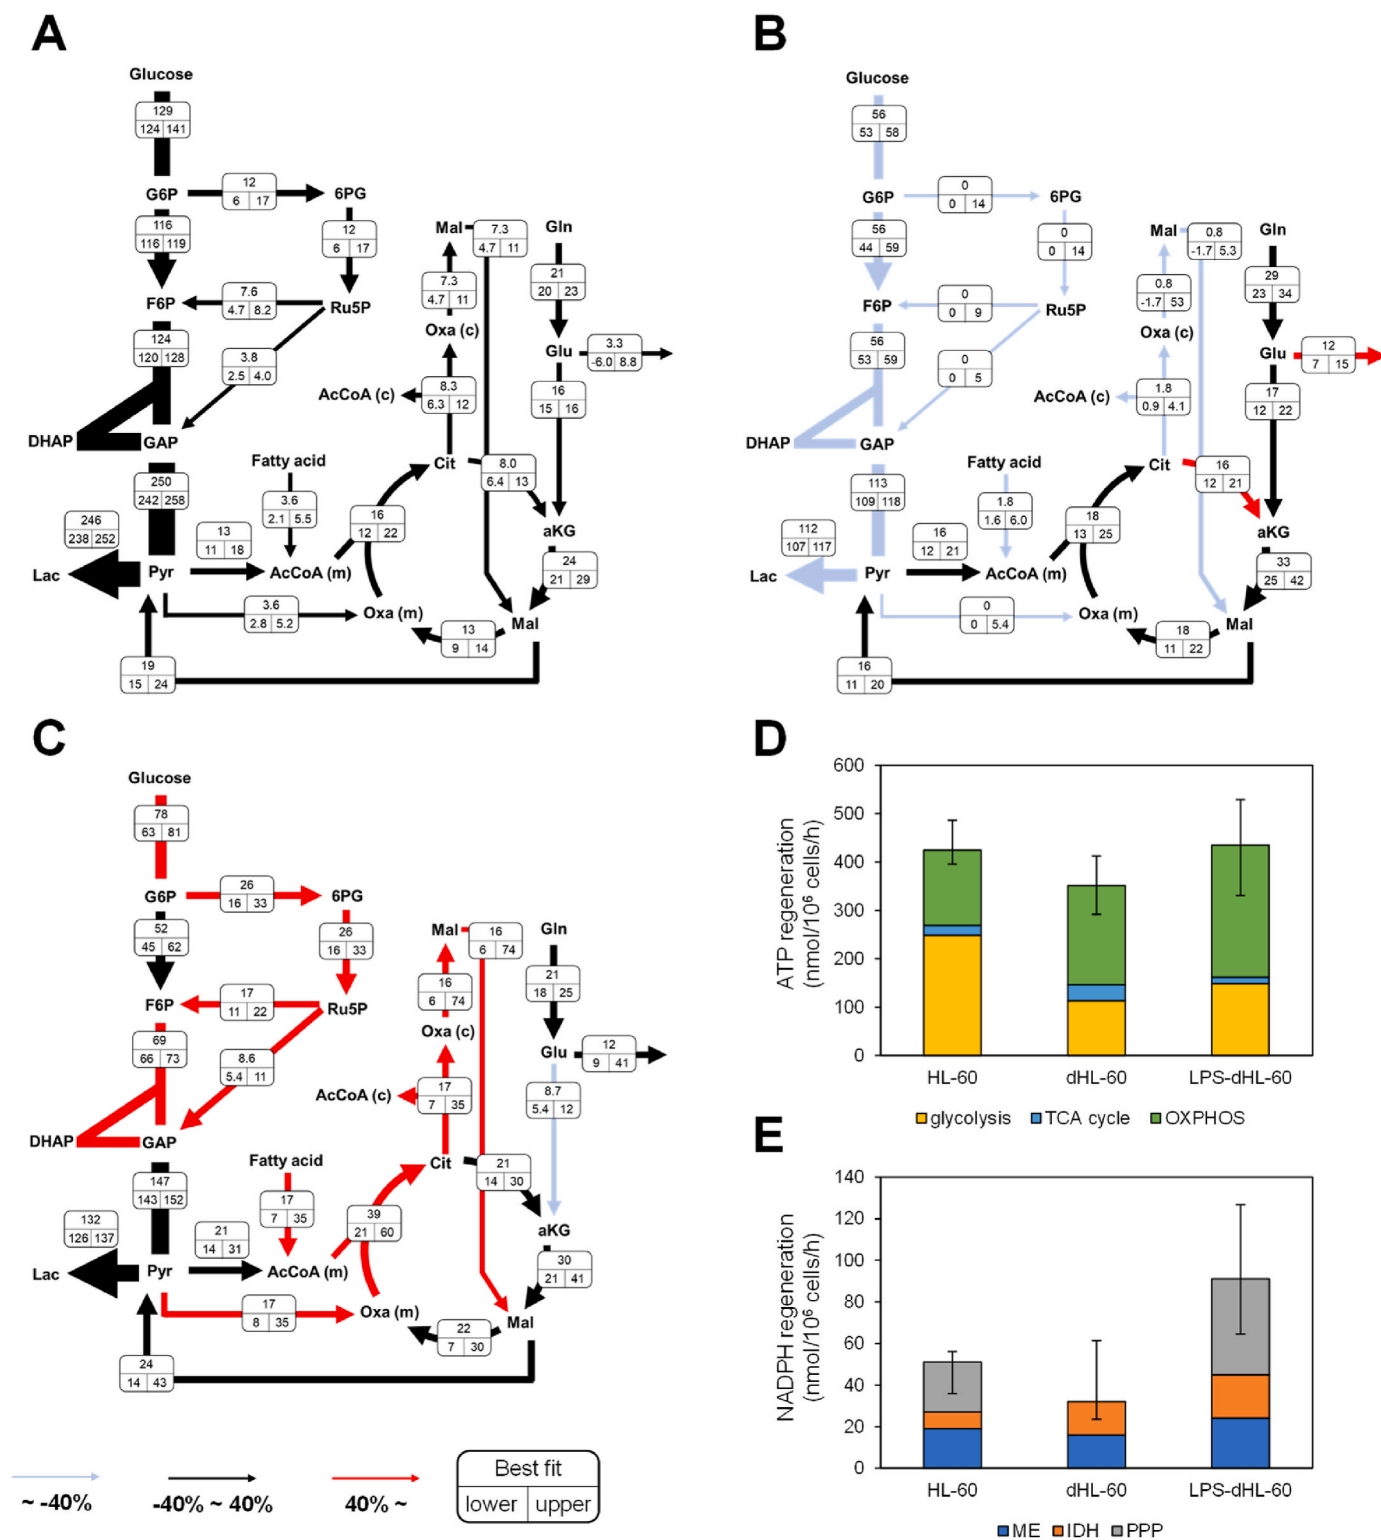 A
Glucose
129
124 141
G6P
12
6 17
6PG
116
116 119
12
6 17
F6P
7.6
4.7 8.2
Ru5P
124
120 128
3.8
2.5 4.0
DHAP
GAP
250
242 258
246
238 252
Lac
Pyr
13
11 18
Fatty acid
3.6
2.1 5.5
AcCoA (m)
16
12 22
3.6
2.8 5.2
Oxa (m)
13
9 14
19
15 24
Mal
7.3
4.7 11
7.3
4.7 11
Oxa (c)
AcCoA (c)
8.3
6.3 12
Cit
8.0
6.4 13
Gln
21
20 23
Glu
3.3
-6.0 8.8
16
15 16
aKG
24
21 29
Mal
B
Glucose
56
53 58
G6P
0
0 14
6PG
56
44 59
0
0 14
F6P
0
0 9
Ru5P
56
53 59
0
0 5
DHAP
GAP
113
109 118
112
107 117
Lac
Pyr
16
12 21
Fatty acid
1.8
1.6 6.0
AcCoA (m)
18
13 25
0
0 5.4
Oxa (m)
18
11 22
16
11 20
Mal
0.8
-1.7 5.3
0.8
-1.7 53
Oxa (c)
AcCoA (c)
1.8
0.9 4.1
Cit
16
12 21
Gln
29
23 34
Glu
12
7 15
17
12 22
aKG
33
25 42
Mal
C
Glucose
78
63 81
G6P
26
16 33
6PG
52
45 62
26
16 33
F6P
17
11 22
Ru5P
69
66 73
8.6
5.4 11
DHAP
GAP
147
143 152
132
126 137
Lac
Pyr
21
14 31
Fatty acid
17
7 35
AcCoA (m)
39
21 60
17
8 35
Oxa (m)
22
7 30
24
14 43
Mal
16
6 74
16
6 74
Oxa (c)
AcCoA (c)
17
7 35
Cit
21
14 30
Gln
21
18 25
Glu
12
9 41
8.7
5.4 12
aKG
30
21 41
Mal
~ -40%
-40% ~ 40%
40% ~
Best fit
lower upper
D
ATP regeneration
(nmol/10⁶ cells/h)
600
500
400
300
200
100
0
HL-60 dHL-60 LPS-dHL-60
glycolysis TCA cycle OXPHOS
E
NADPH regeneration
(nmol/10⁶ cells/h)
140
120
100
80
60
40
20
0
HL-60 dHL-60 LPS-dHL-60
ME IDH PPP